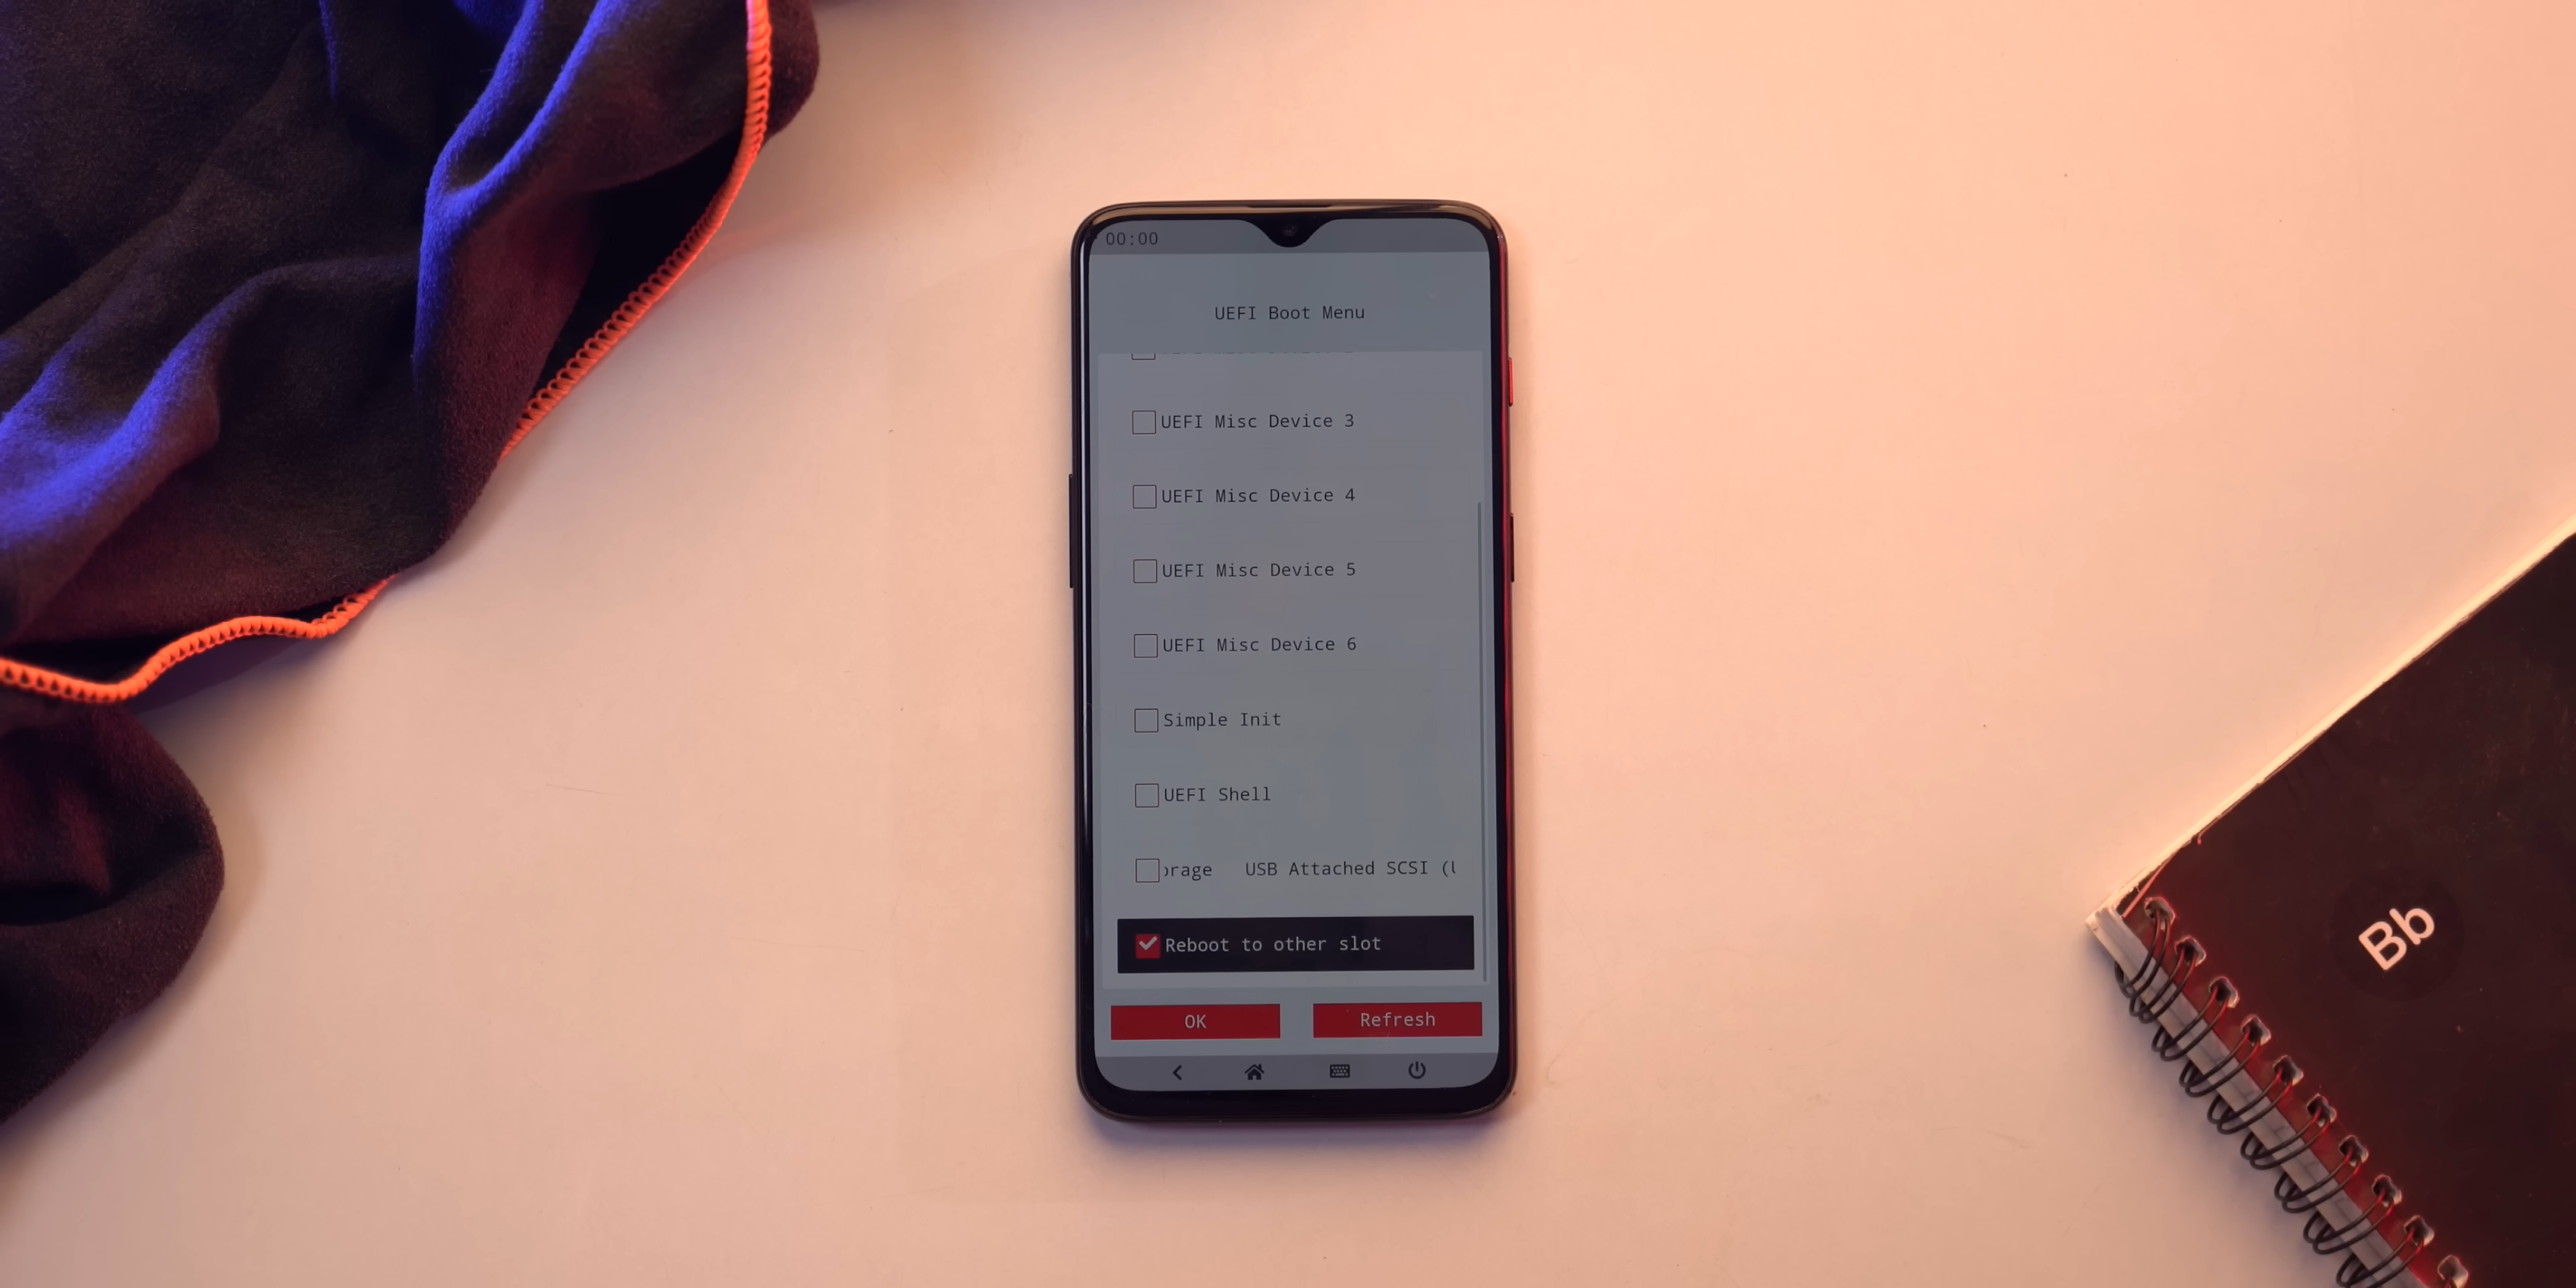 00:00
UEFI Boot Menu
UEFI Misc Device 3
UEFI Misc Device 4
UEFI Misc Device 5
UEFI Misc Device 6
Simple Init
UEFI Shell
orage USB Attached SCSI (U
Reboot to other slot
OK Refresh
Bb